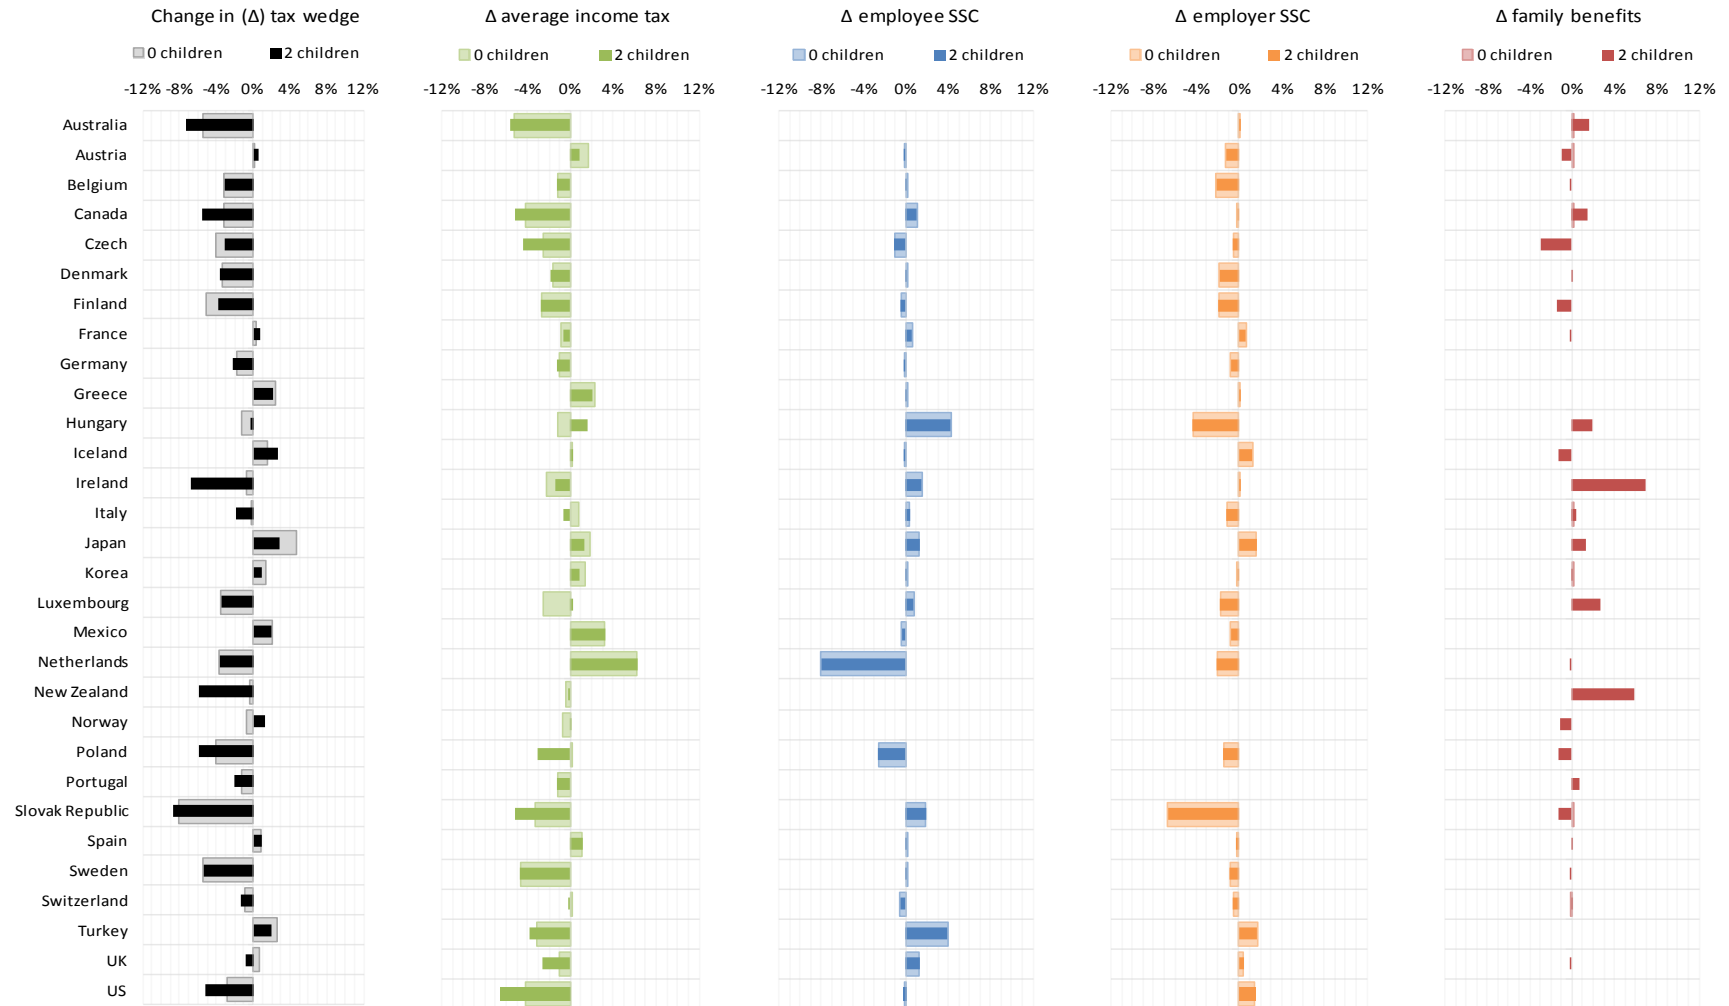 Change in (Δ) tax wedge Δ average income tax Δ employee SSC Δ employer SSC Δ family benefits
0 children 2 children 0 children 2 children 0 children 2 children 0 children 2 children 0 children 2 children
-12% -8% -4% 0% 4% 8% 12% -12% -8% -4% 0% 4% 8% 12% -12% -8% -4% 0% 4% 8% 12% -12% -8% -4% 0% 4% 8% 12% -12% -8% -4% 0% 4% 8% 12%
Australia
Austria
Belgium
Canada
Czech
Denmark
Finland
France
Germany
Greece
Hungary
Iceland
Ireland
Italy
Japan
Korea
Luxembourg
Mexico
Netherlands
New Zealand
Norway
Poland
Portugal
Slovak Republic
Spain
Sweden
Switzerland
Turkey
UK
US